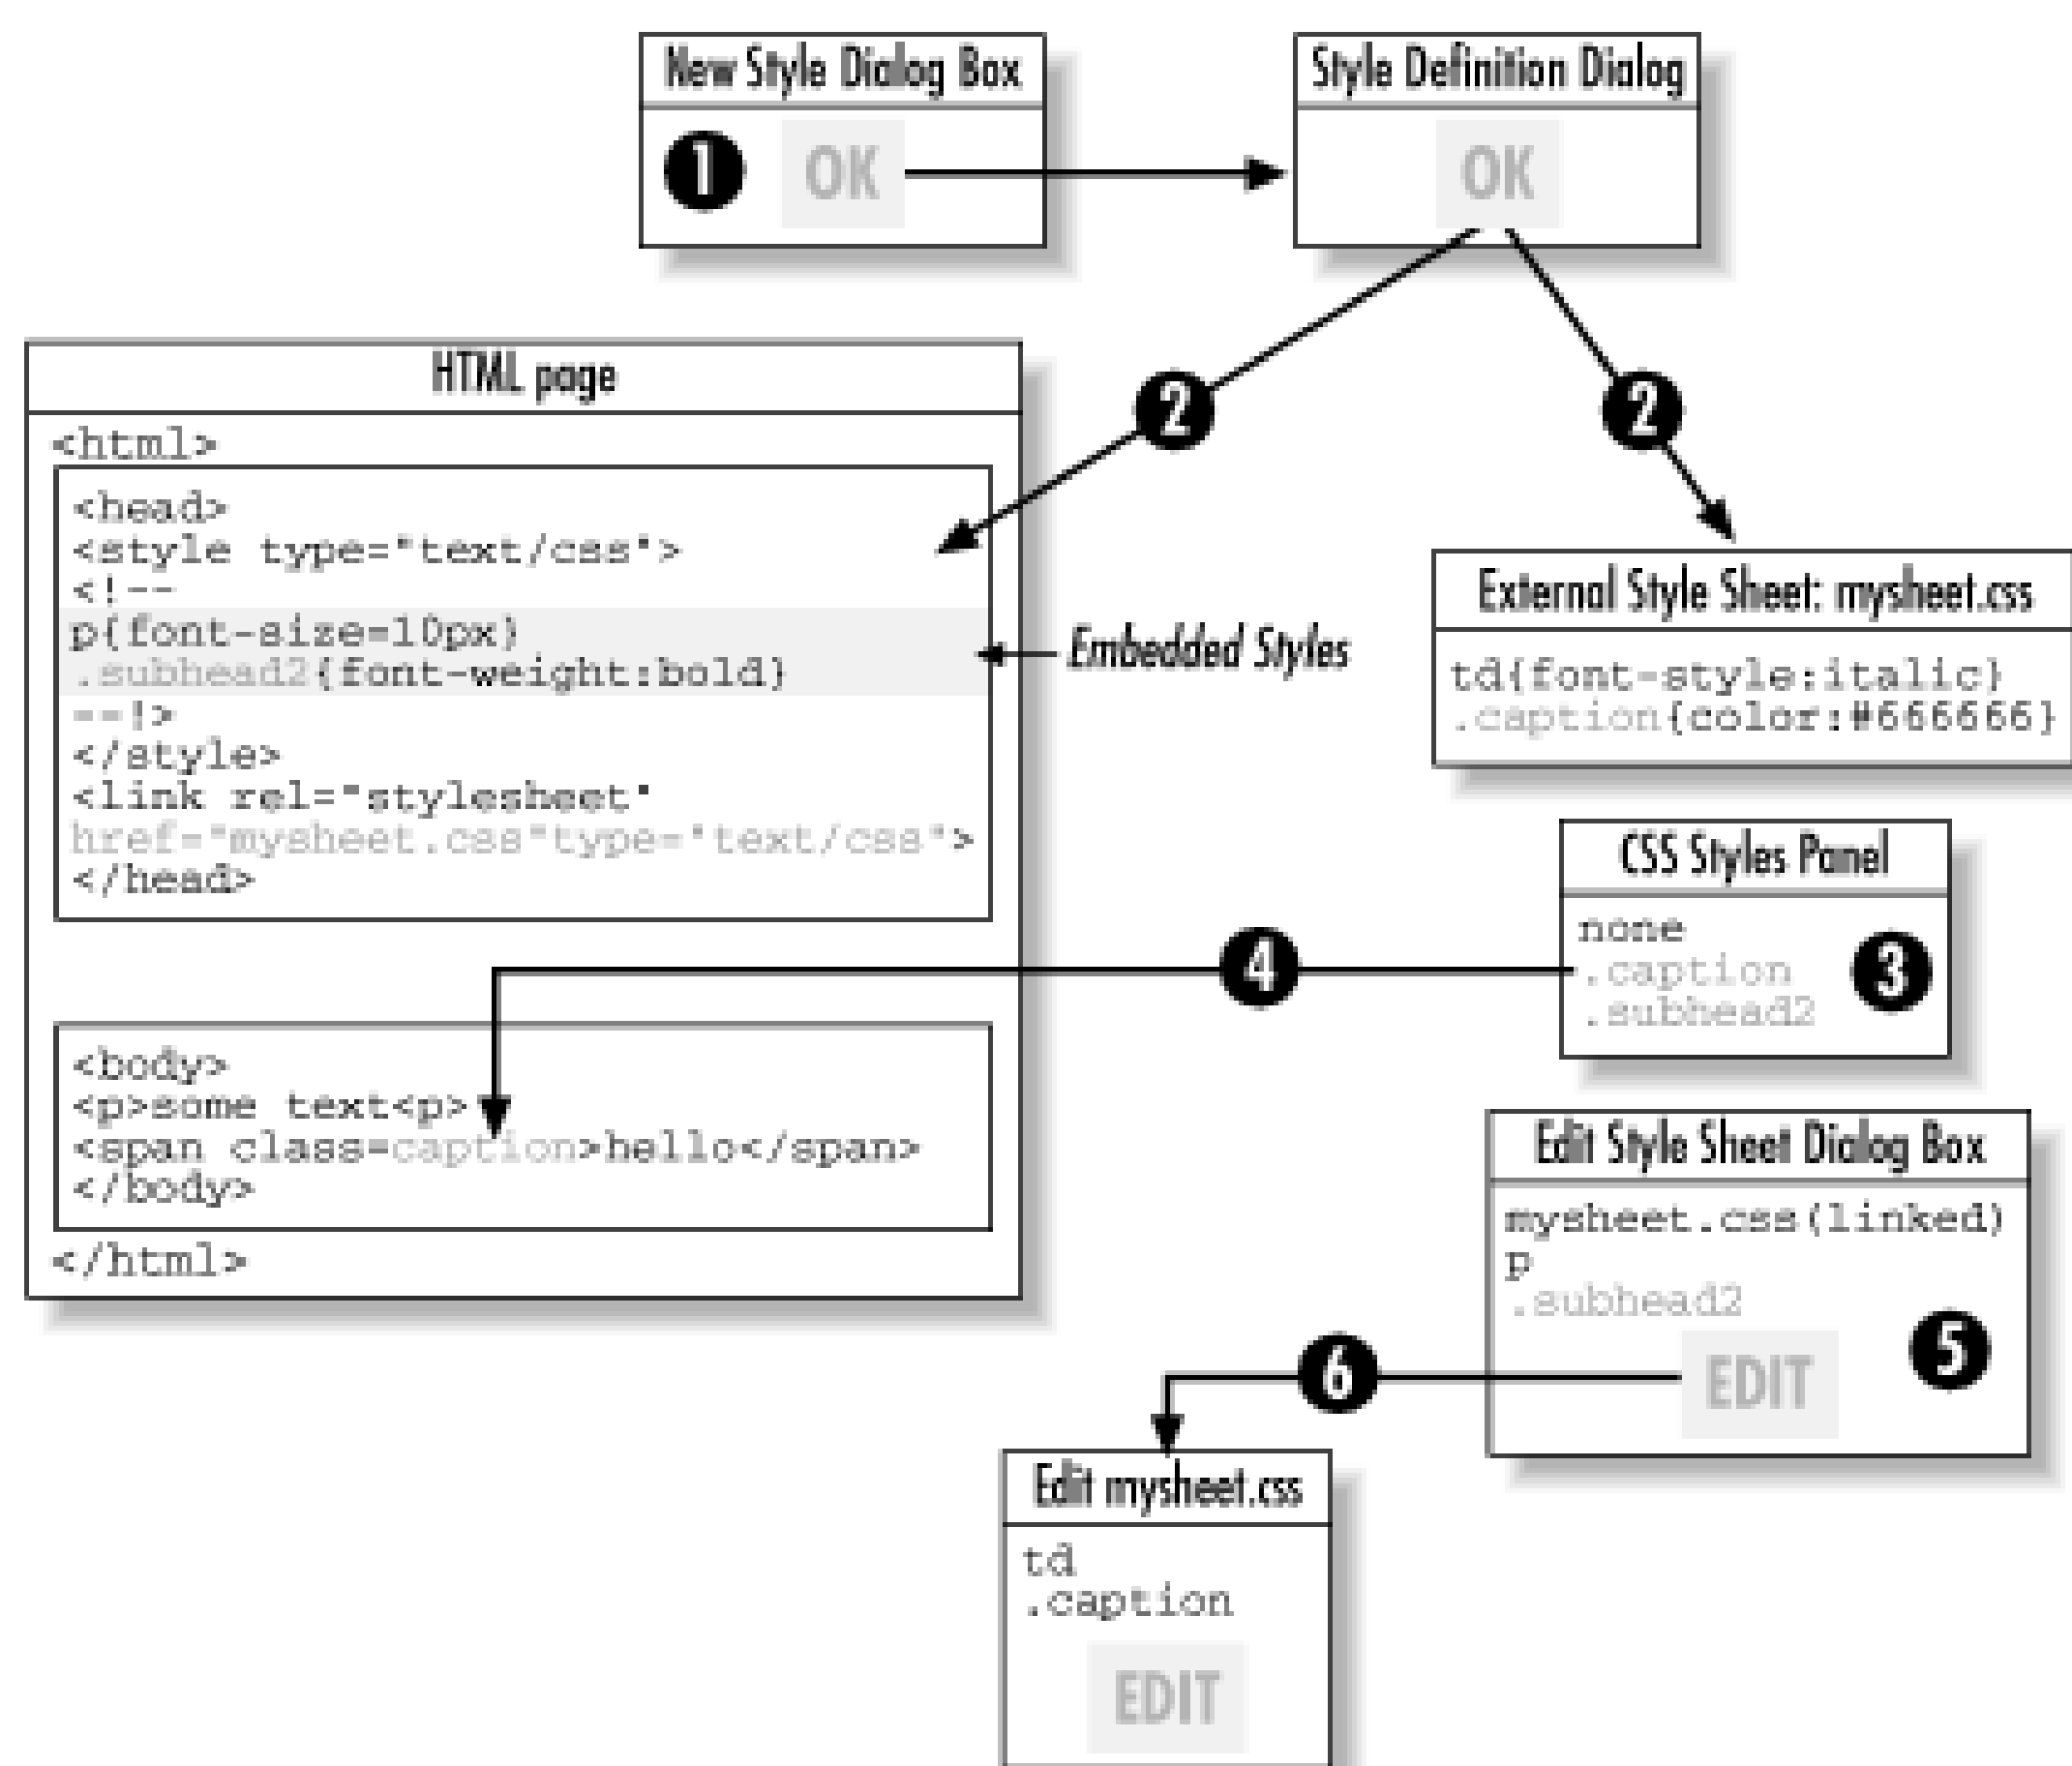 New Style Dialog Box
1
OK
Style Definition Dialog
OK
2
2
HTML page
<html>
<head>
<style type="text/css">
<!--
p{font-size=10px}
.subhead2{font-weight:bold}
--!>
</style>
<link rel="stylesheet"
href="mysheet.css"type="text/css">
</head>
Embedded Styles
External Style Sheet: mysheet.css
td{font-style:italic}
.caption{color:#666666}
CSS Styles Panel
none
.caption
.subhead2
3
4
<body>
<p>some text<p>
<span class=caption>hello</span>
</body>
</html>
Edit Style Sheet Dialog Box
mysheet.css(linked)
p
.subhead2
EDIT
5
6
Edit mysheet.css
td
.caption
EDIT